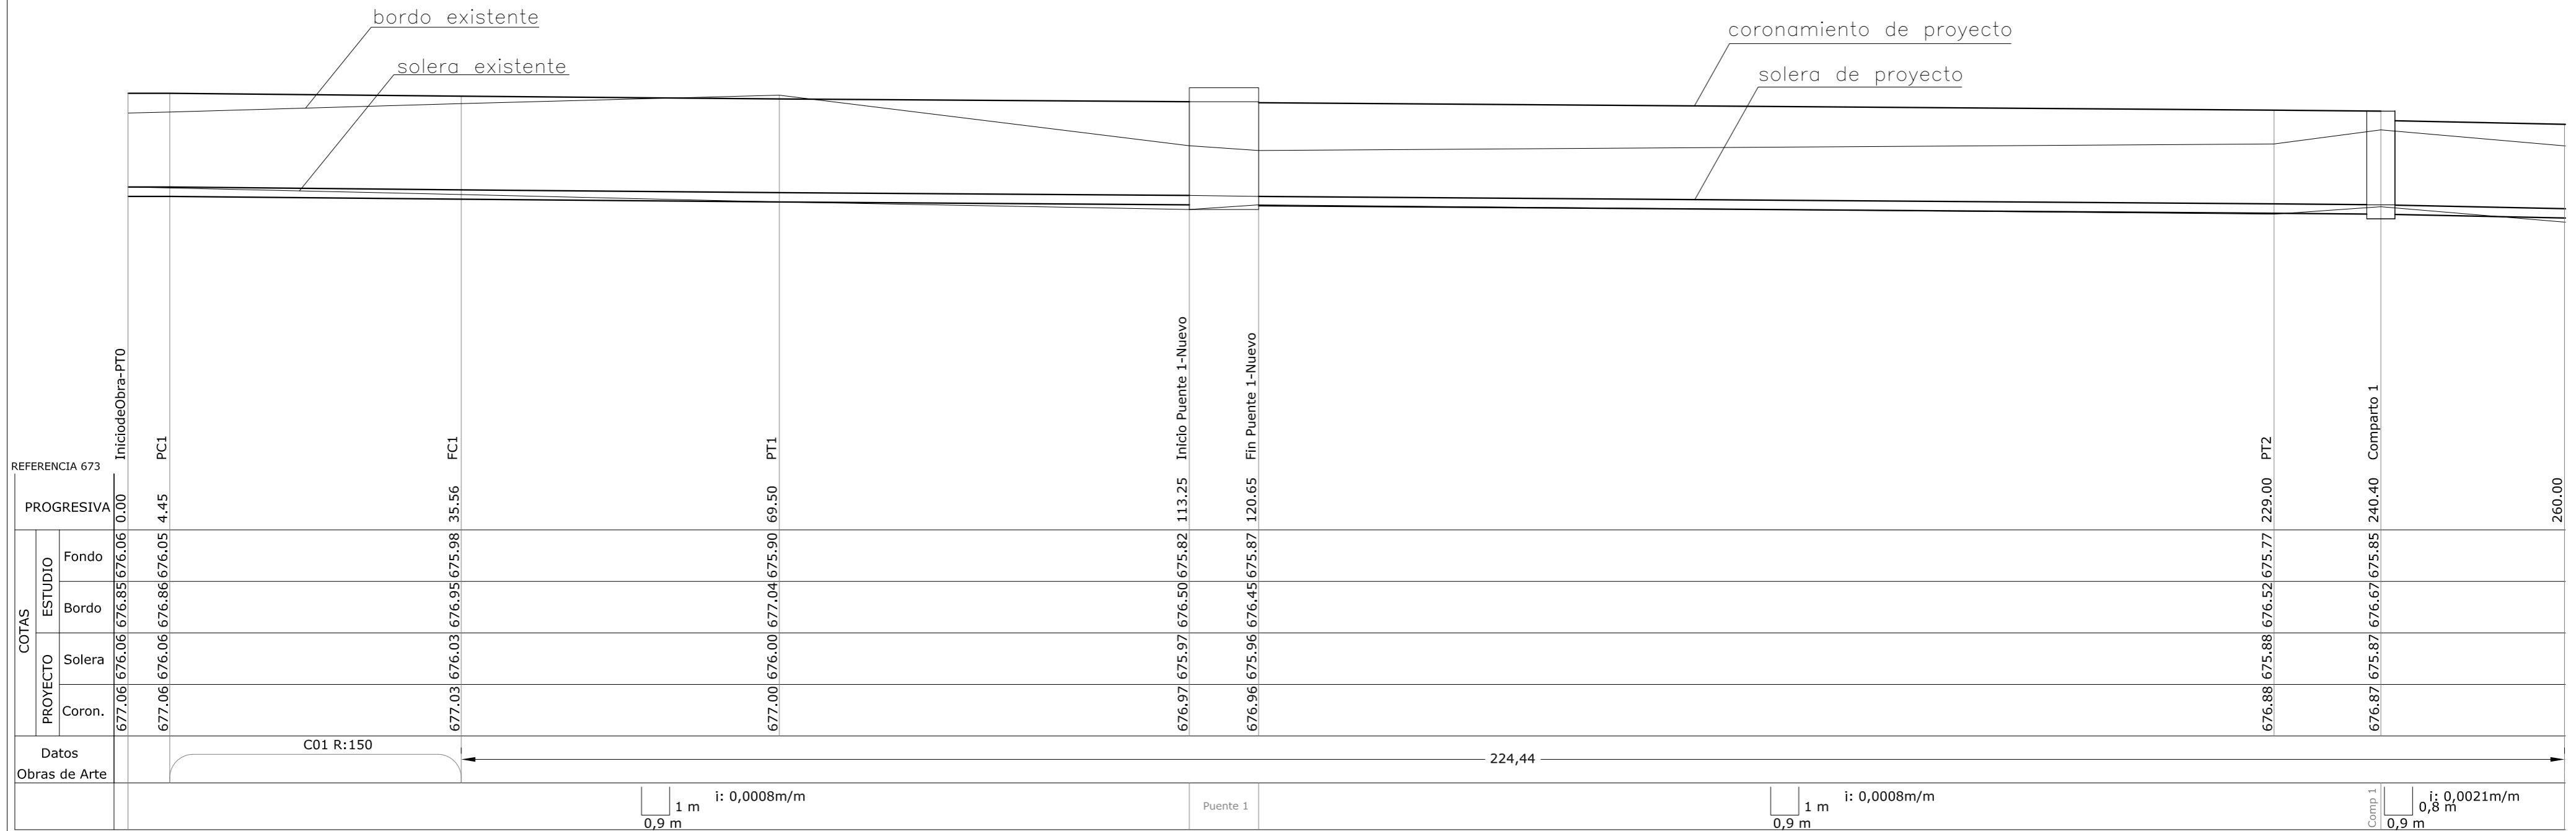 bordo existente
solera existente
coronamiento de proyecto
solera de proyecto
IniciodeObra-PT0
PC1
FC1
PT1
Inicio Puente 1-Nuevo
Fin Puente 1-Nuevo
PT2
Comparto 1
REFERENCIA 673
PROGRESIVA 0.00 4.45 35.56 69.50 113.25 120.65 229.00 240.40 260.00
COTAS
ESTUDIO
Fondo 676.06 676.05 675.98 675.90 675.82 675.87 675.77 675.85
Bordo 676.85 676.86 676.95 677.04 676.50 676.45 676.52 676.67
PROYECTO
Solera 676.06 676.06 676.03 676.00 675.97 675.96 675.88 675.87
Coron. 677.06 677.06 677.03 677.00 676.97 676.96 676.88 676.87
Datos
Obras de Arte
C01 R:150
224,44
1 m i: 0,0008m/m
0,9 m
Puente 1
1 m i: 0,0008m/m
0,9 m
Comp 1
i: 0,0021m/m
0,8 m
0,9 m